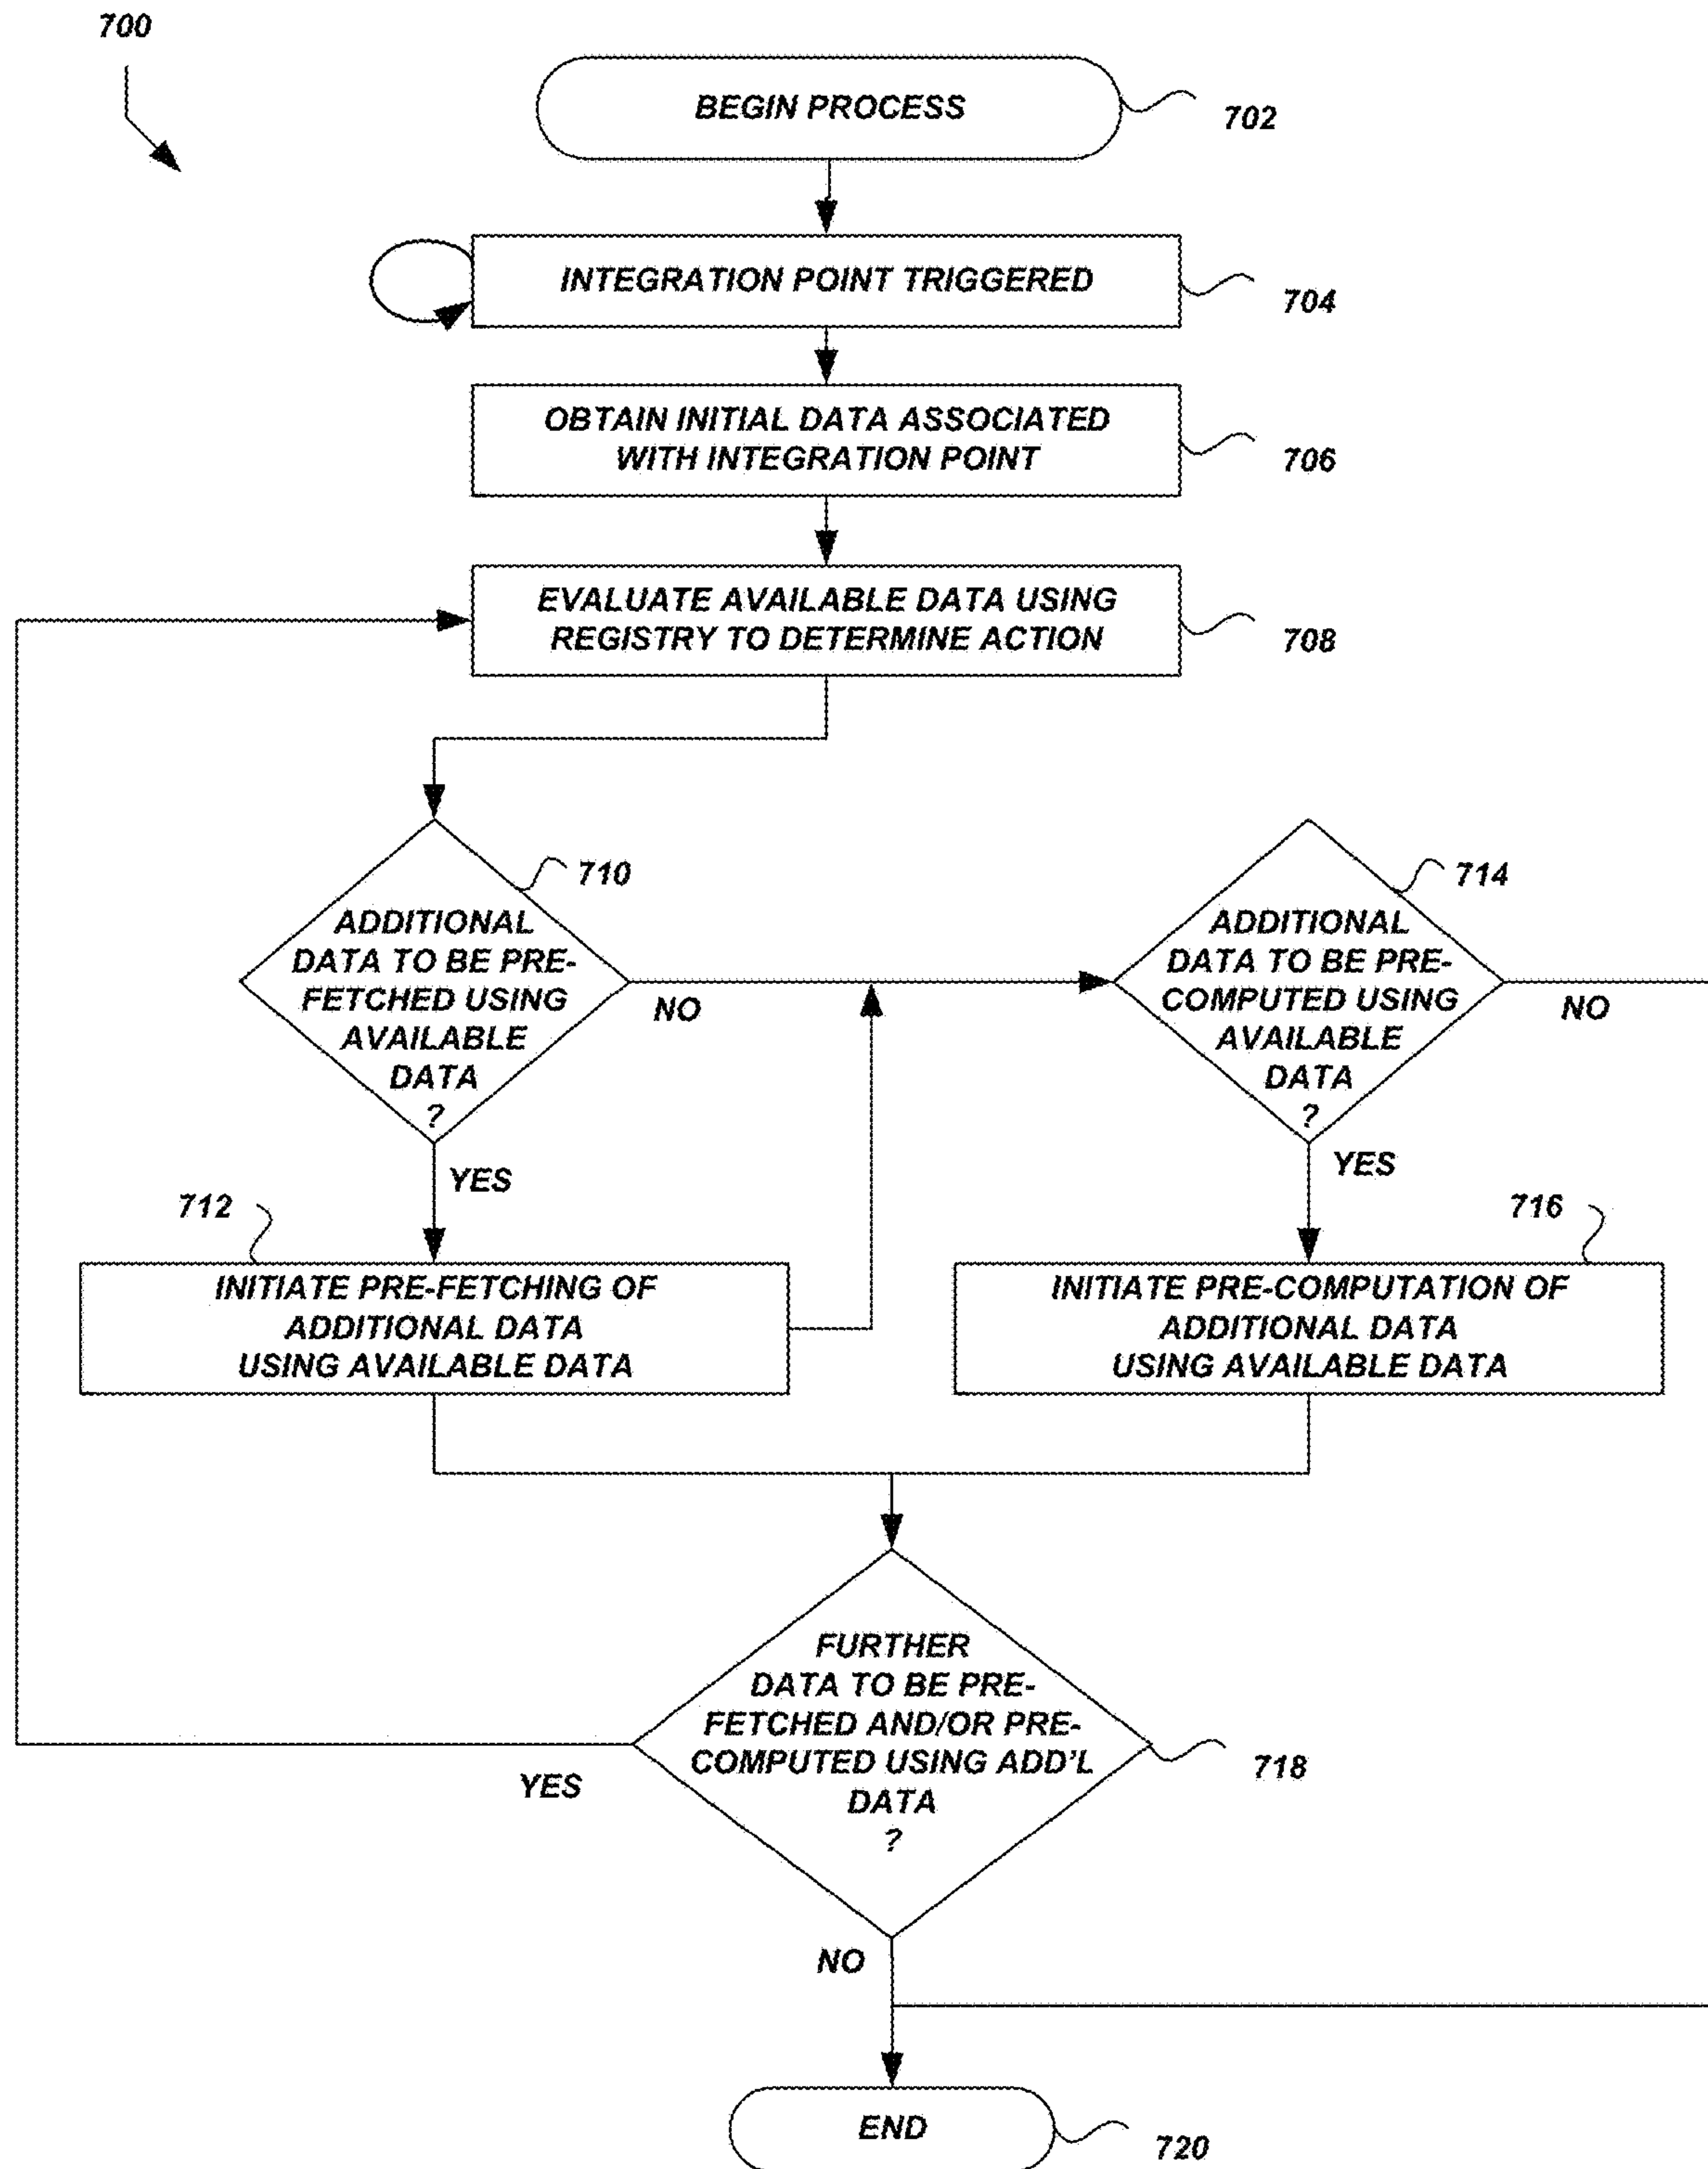 700
BEGIN PROCESS
702
INTEGRATION POINT TRIGGERED
704
OBTAIN INITIAL DATA ASSOCIATED
WITH INTEGRATION POINT
706
EVALUATE AVAILABLE DATA USING
REGISTRY TO DETERMINE ACTION
708
710
ADDITIONAL
DATA TO BE PRE-
FETCHED USING
AVAILABLE
DATA
?
NO
YES
714
ADDITIONAL
DATA TO BE PRE-
COMPUTED USING
AVAILABLE
DATA
?
NO
YES
712
INITIATE PRE-FETCHING OF
ADDITIONAL DATA
USING AVAILABLE DATA
716
INITIATE PRE-COMPUTATION OF
ADDITIONAL DATA
USING AVAILABLE DATA
FURTHER
DATA TO BE PRE-
FETCHED AND/OR PRE-
COMPUTED USING ADD'L
DATA
?
718
YES
NO
END
720